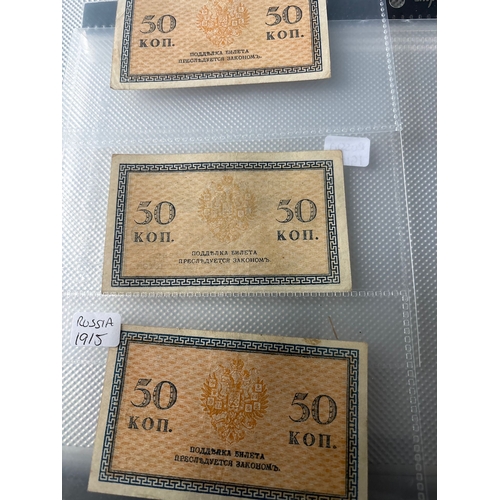 50 50
КОП. КОП.
ПОДДѢЛКА БИЛЕТА
ПРЕСЛѢДУЕТСЯ ЗАКОНОМЪ.
50 50
КОП. КОП.
ПОДДѢЛКА БИЛЕТА
ПРЕСЛѢДУЕТСЯ ЗАКОНОМЪ.
RUSSIA
1915
50 50
КОП. КОП.
ПОДДѢЛКА БИЛЕТА
ПРЕСЛѢДУЕТСЯ ЗАКОНОМЪ.